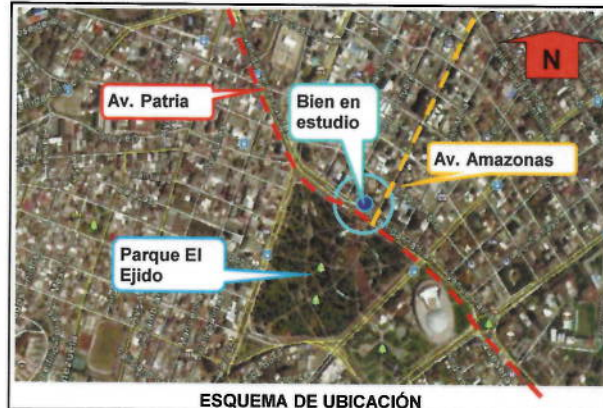 N
Av. Patria
Bien en
estudio
Av. Amazonas
Parque El
Ejido
ESQUEMA DE UBICACIÓN